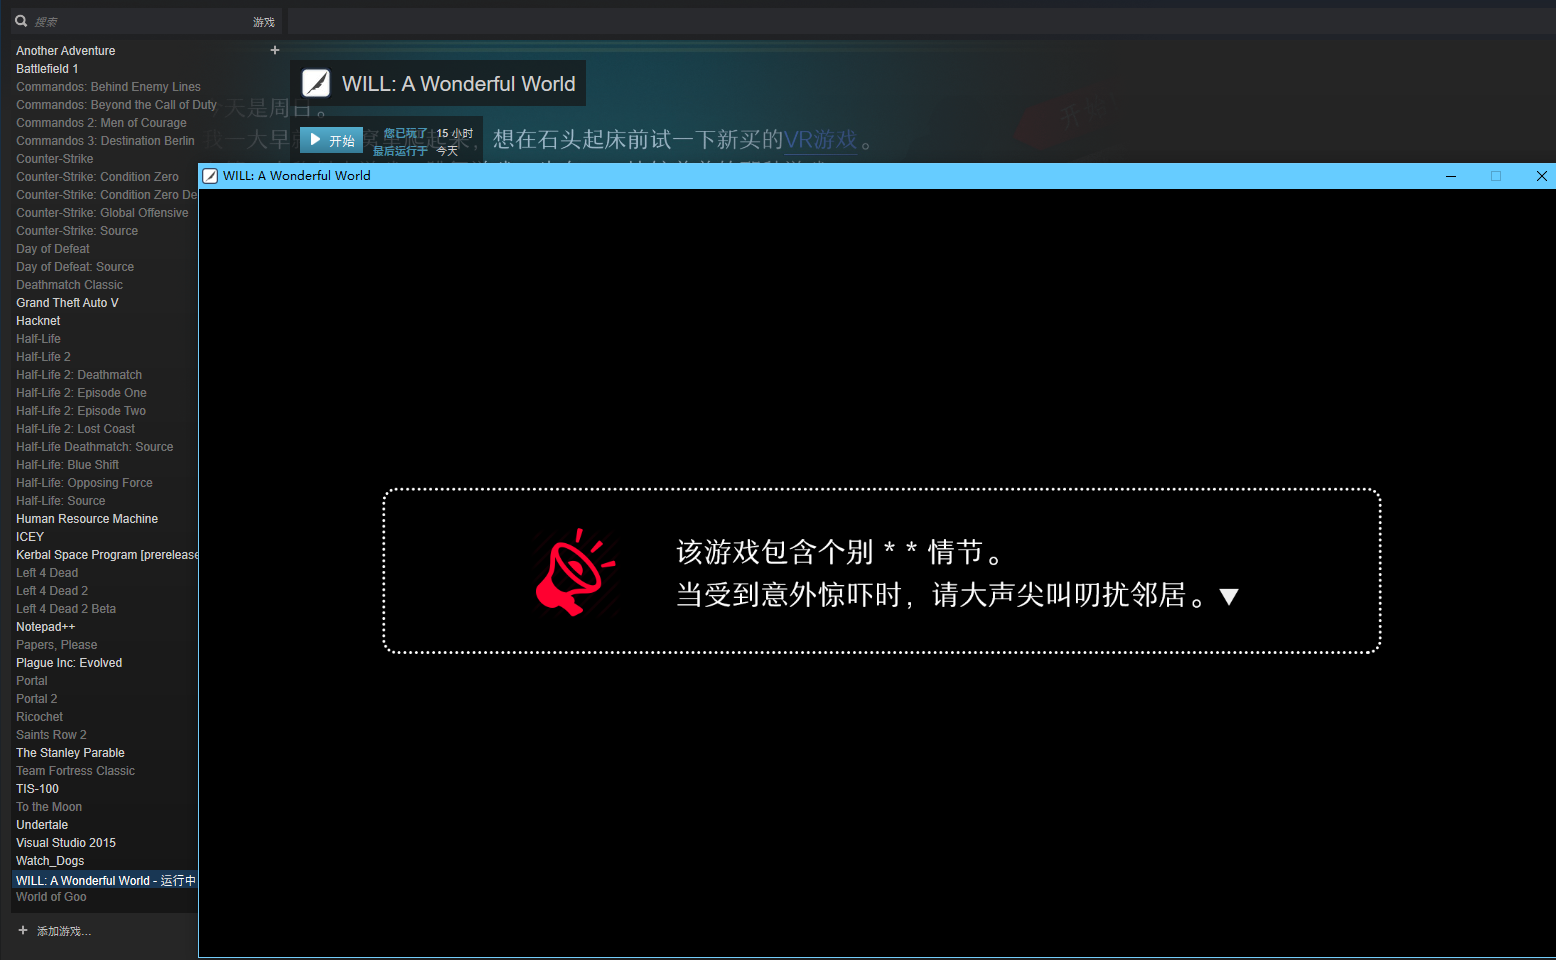 搜索
游戏
Another Adventure
+
Battlefield 1
Commandos: Behind Enemy Lines
Commandos: Beyond the Call of Duty
Commandos 2: Men of Courage
Commandos 3: Destination Berlin
Counter-Strike
Counter-Strike: Condition Zero
Counter-Strike: Condition Zero De
Counter-Strike: Global Offensive
Counter-Strike: Source
Day of Defeat
Day of Defeat: Source
Deathmatch Classic
Grand Theft Auto V
Hacknet
Half-Life
Half-Life 2
Half-Life 2: Deathmatch
Half-Life 2: Episode One
Half-Life 2: Episode Two
Half-Life 2: Lost Coast
Half-Life Deathmatch: Source
Half-Life: Blue Shift
Half-Life: Opposing Force
Half-Life: Source
Human Resource Machine
ICEY
Kerbal Space Program [prerelease
Left 4 Dead
Left 4 Dead 2
Left 4 Dead 2 Beta
Notepad++
Papers, Please
Plague Inc: Evolved
Portal
Portal 2
Ricochet
Saints Row 2
The Stanley Parable
Team Fortress Classic
TIS-100
To the Moon
Undertale
Visual Studio 2015
Watch_Dogs
WILL: A Wonderful World - 运行中
World of Goo
+ 添加游戏...
WILL: A Wonderful World
天是周日。
开始
您已玩了 15 小时
最后运行于 今天
我一大早
窝里爬起来，想在石头起床前试一下新买的VR游戏。
WILL: A Wonderful World
该游戏包含个别 * * 情节。
当受到意外惊吓时，请大声尖叫叨扰邻居。▼